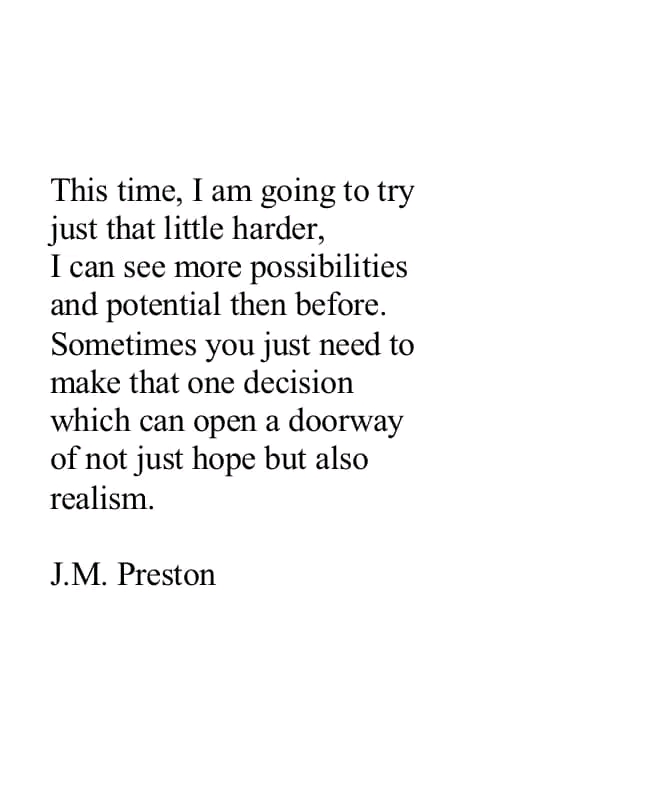 This time, I am going to try
just that little harder,
I can see more possibilities
and potential then before.
Sometimes you just need to
make that one decision
which can open a doorway
of not just hope but also
realism.
J.M. Preston